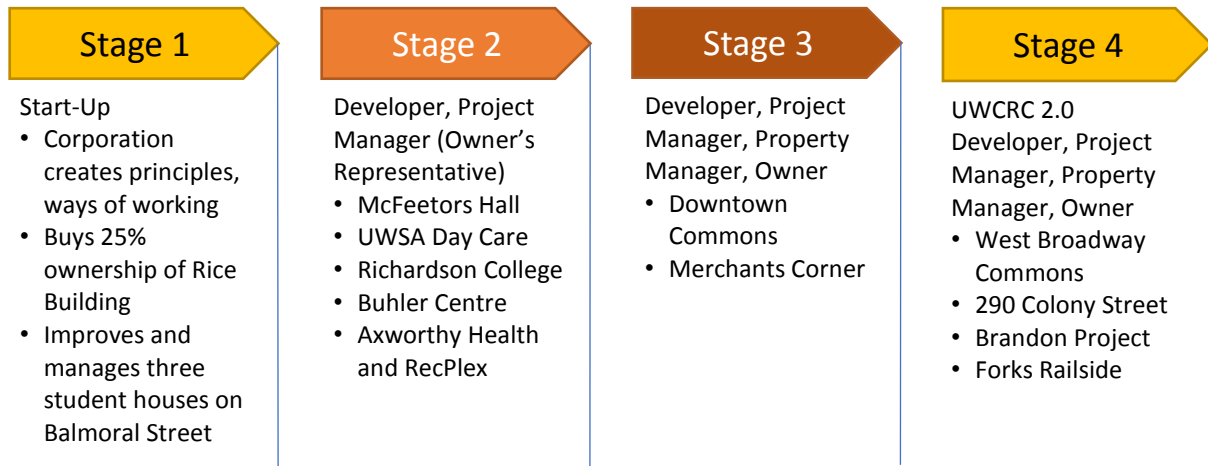 Stage 1
Start-Up
• Corporation
creates principles,
ways of working
• Buys 25%
ownership of Rice
Building
• Improves and
manages three
student houses on
Balmoral Street
Stage 2
Developer, Project
Manager (Owner’s
Representative)
• McFeetors Hall
• UWSA Day Care
• Richardson College
• Buhler Centre
• Axworthy Health
and RecPlex
Stage 3
Developer, Project
Manager, Property
Manager, Owner
• Downtown
Commons
• Merchants Corner
Stage 4
UWCRC 2.0
Developer, Project
Manager, Property
Manager, Owner
• West Broadway
Commons
• 290 Colony Street
• Brandon Project
• Forks Railside